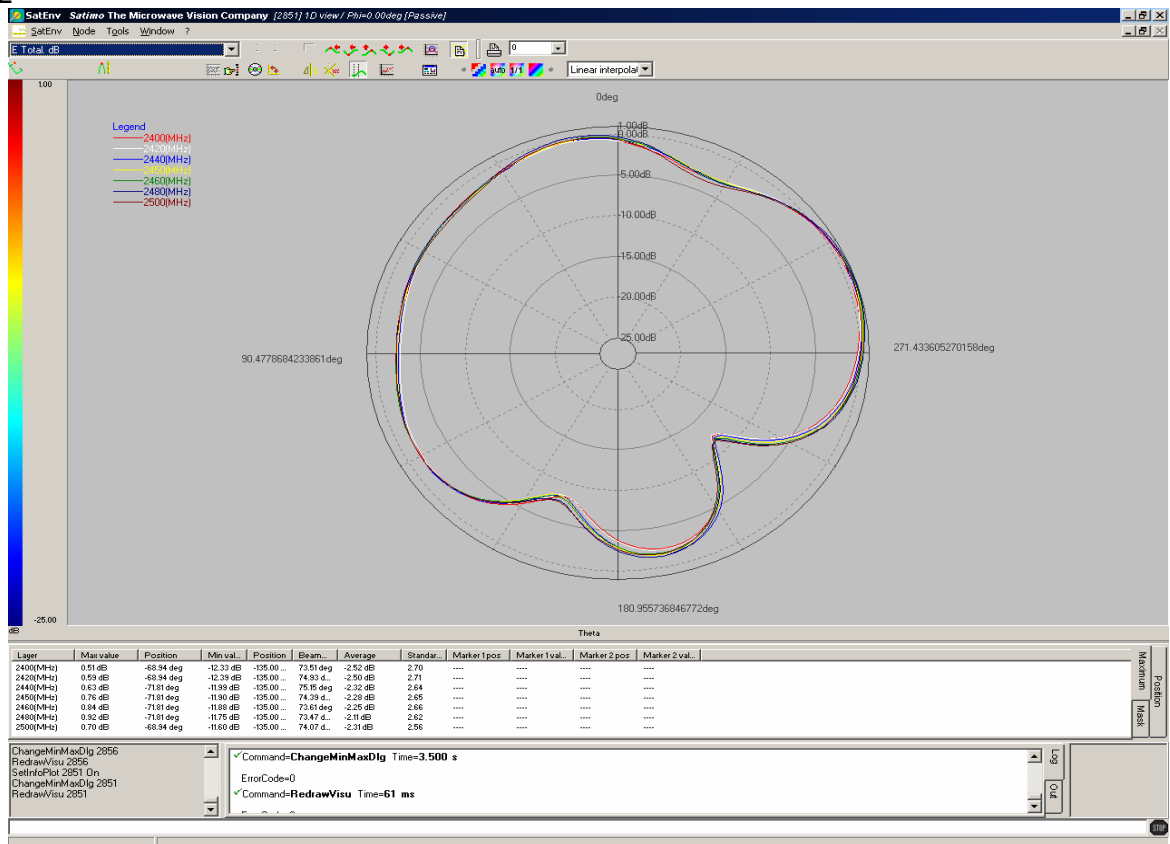 SatEnv Satimo The Microwave Vision Company [2851] 1D view / Phi=0.00deg [Passive]
SatEnv Node Tools Window ?
E Total. dB
0
auto 1/1 Linear interpolat
1.00
-25.00
dB
Legend
2400(MHz)
2420(MHz)
2440(MHz)
2450(MHz)
2460(MHz)
2480(MHz)
2500(MHz)
0deg
1.00dB
0.00dB
-5.00dB
-10.00dB
-15.00dB
-20.00dB
-25.00dB
90.4778684233861deg
271.433605270158deg
180.955736846772deg
Theta
Layer Max value Position Min val... Position Beam... Average Standar... Marker 1 pos Marker 1 val... Marker 2 pos Marker 2 val...
2400(MHz) 0.51 dB -68.94 deg -12.33 dB -135.00 ... 73.51 deg -2.52 dB 2.70 ---- ---- ---- ----
2420(MHz) 0.59 dB -68.94 deg -12.39 dB -135.00 ... 74.93 d... -2.50 dB 2.71 ---- ---- ---- ----
2440(MHz) 0.63 dB -71.81 deg -11.99 dB -135.00 ... 75.15 deg -2.32 dB 2.64 ---- ---- ---- ----
2450(MHz) 0.76 dB -71.81 deg -11.90 dB -135.00 ... 74.39 d... -2.28 dB 2.65 ---- ---- ---- ----
2460(MHz) 0.84 dB -71.81 deg -11.88 dB -135.00 ... 73.61 deg -2.25 dB 2.66 ---- ---- ---- ----
2480(MHz) 0.92 dB -71.81 deg -11.75 dB -135.00 ... 73.47 d... -2.11 dB 2.62 ---- ---- ---- ----
2500(MHz) 0.70 dB -68.94 deg -11.60 dB -135.00 ... 74.07 d... -2.31 dB 2.56 ---- ---- ---- ----
Maximum
Mask
Position
ChangeMinMaxDlg 2856
RedrawVisu 2856
SetInfoPlot 2851 On
ChangeMinMaxDlg 2851
RedrawVisu 2851
Command=ChangeMinMaxDlg Time=3.500 s
ErrorCode=0
Command=RedrawVisu Time=61 ms
Log
Out
STOP